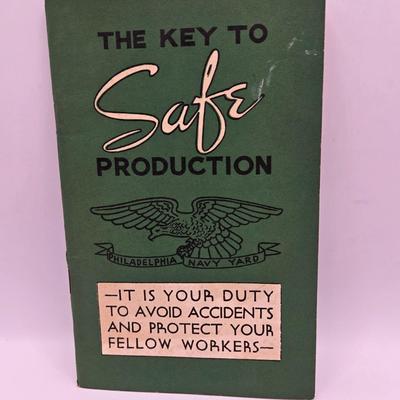 THE KEY TO
Safe
PRODUCTION
PHILADELPHIA NAVY YARD
—IT IS YOUR DUTY
TO AVOID ACCIDENTS
AND PROTECT YOUR
FELLOW WORKERS—